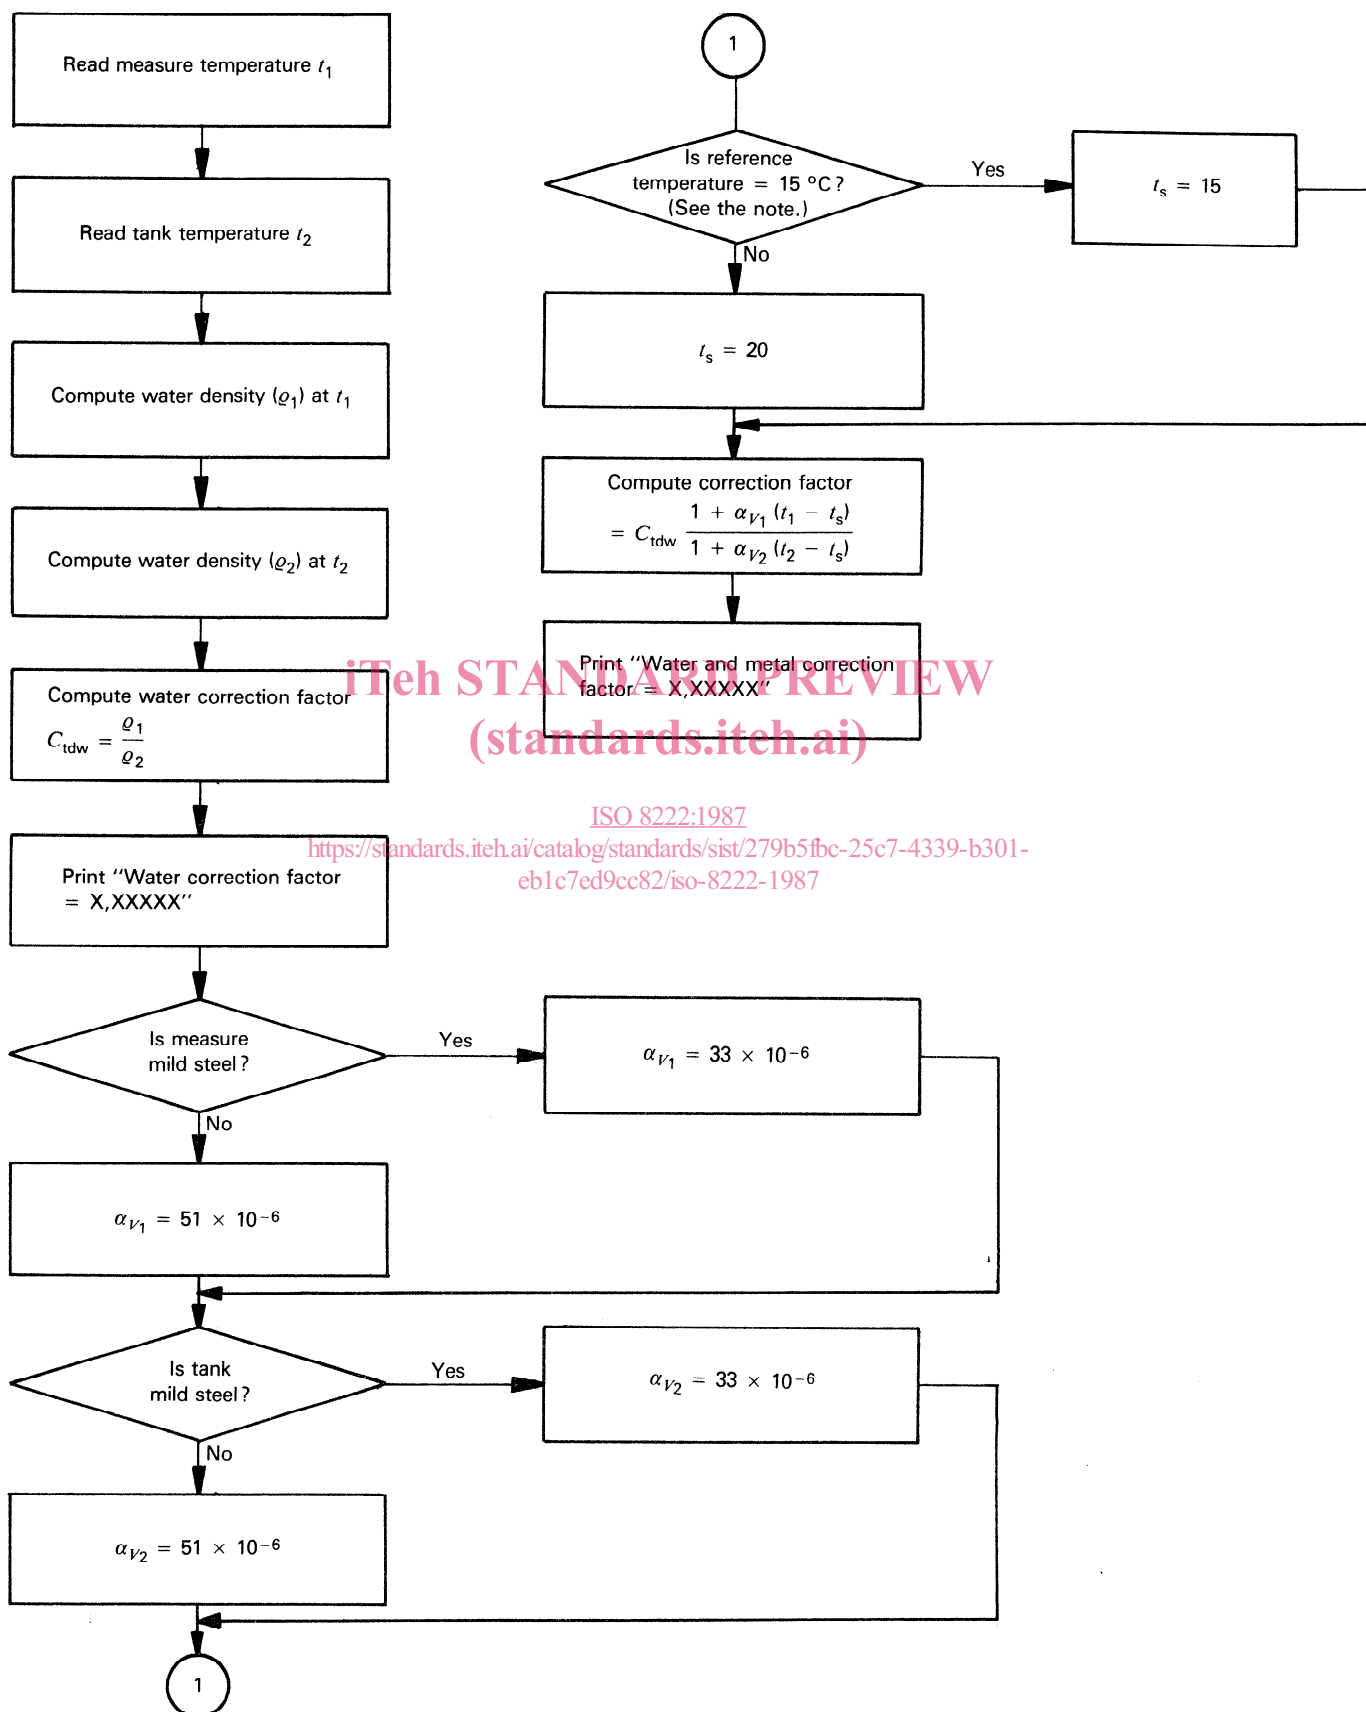 Read measure temperature t1
Read tank temperature t2
Compute water density (ϱ1) at t1
Compute water density (ϱ2) at t2
Compute water correction factor
Ctdw = ϱ1/ϱ2
Print "Water correction factor
= X,XXXXX"
Is measure
mild steel?
Yes
αV1 = 33 × 10−6
No
αV1 = 51 × 10−6
Is tank
mild steel?
Yes
αV2 = 33 × 10−6
No
αV2 = 51 × 10−6
1
1
Is reference
temperature = 15 °C?
(See the note.)
Yes
ts = 15
No
ts = 20
Compute correction factor
= Ctdw (1 + αV1 (t1 − ts))/(1 + αV2 (t2 − ts))
Print "Water and metal correction
factor = X,XXXXX"
iTeh STANDARD PREVIEW
(standards.iteh.ai)
ISO 8222:1987
https://standards.iteh.ai/catalog/standards/sist/279b5fbc-25c7-4339-b301-
eb1c7ed9cc82/iso-8222-1987